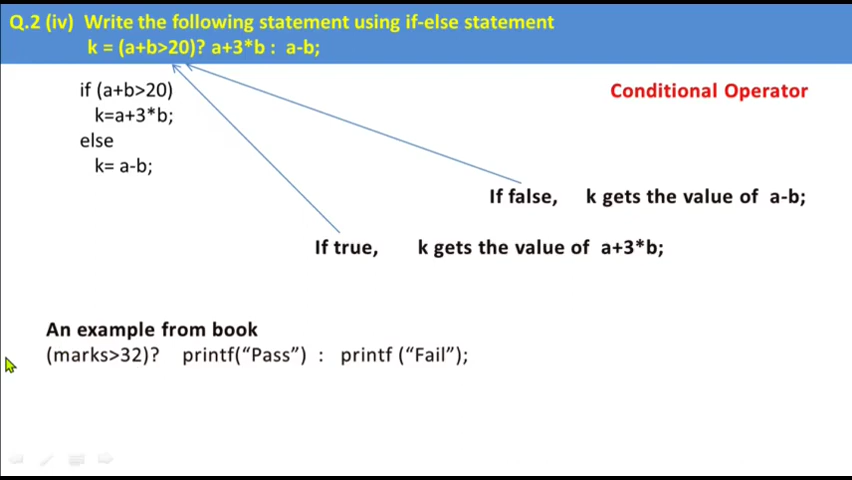 Q.2 (iv) Write the following statement using if-else statement
k = (a+b>20)? a+3*b : a-b;
if (a+b>20)
k=a+3*b;
else
k= a-b;
Conditional Operator
If false, k gets the value of a-b;
If true, k gets the value of a+3*b;
An example from book
(marks>32)? printf(“Pass”) : printf (“Fail”);